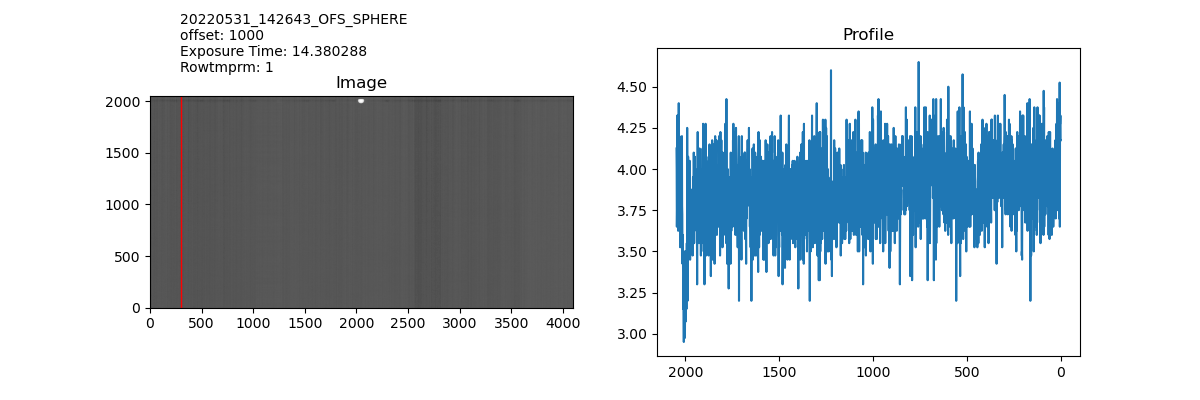 20220531_142643_OFS_SPHERE
offset: 1000
Exposure Time: 14.380288
Rowtmprm: 1
Image
2000
1500
1000
500
0
0 500 1000 1500 2000 2500 3000 3500 4000
Profile
4.50
4.25
4.00
3.75
3.50
3.25
3.00
2000 1500 1000 500 0